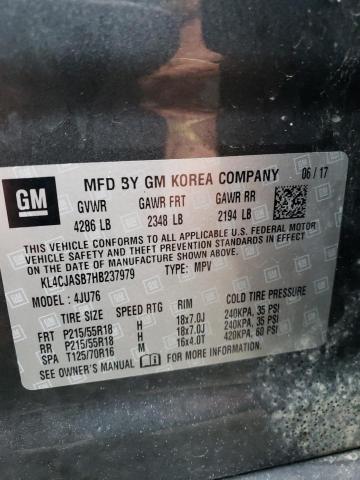 GM
MFD BY GM KOREA COMPANY 06/17
GVWR GAWR FRT GAWR RR
4286 LB 2348 LB 2194 LB
THIS VEHICLE CONFORMS TO ALL APPLICABLE U.S. FEDERAL MOTOR
VEHICLE SAFETY, BUMPER, AND THEFT PREVENTION STANDARDS IN
EFFECT ON THE DATE OF MANUFACTURE SHOWN ABOVE.
KL4CJASB7HB237979 TYPE: MPV
MODEL : 4JU76
TIRE SIZE SPEED RTG RIM COLD TIRE PRESSURE
FRT P215/55R18 H 18x7.0J 240KPA, 35 PSI
RR P215/55R18 H 18x7.0J 240KPA, 35 PSI
SPA T125/70R16 M 16x4.0T 420KPA, 60 PSI
SEE OWNER'S MANUAL FOR MORE INFORMATION.